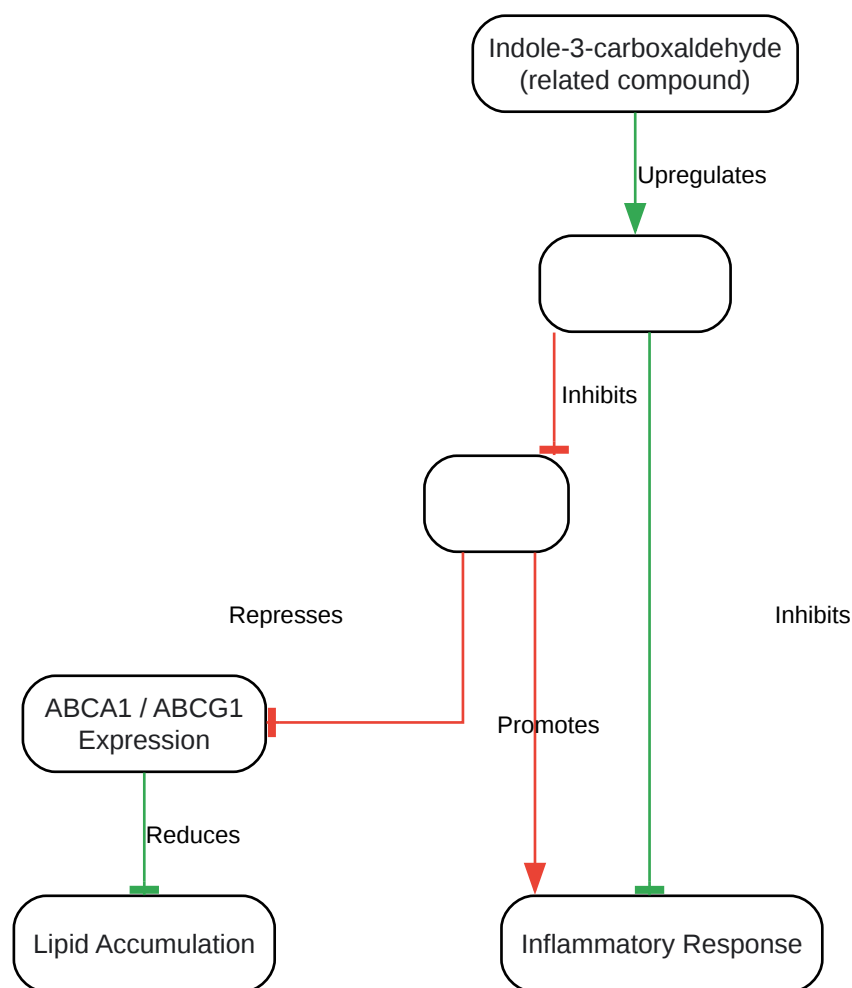 Indole-3-carboxaldehyde
(related compound)
Upregulates
Inhibits
Represses
Inhibits
ABCA1 / ABCG1
Expression
Promotes
Reduces
Lipid Accumulation
Inflammatory Response